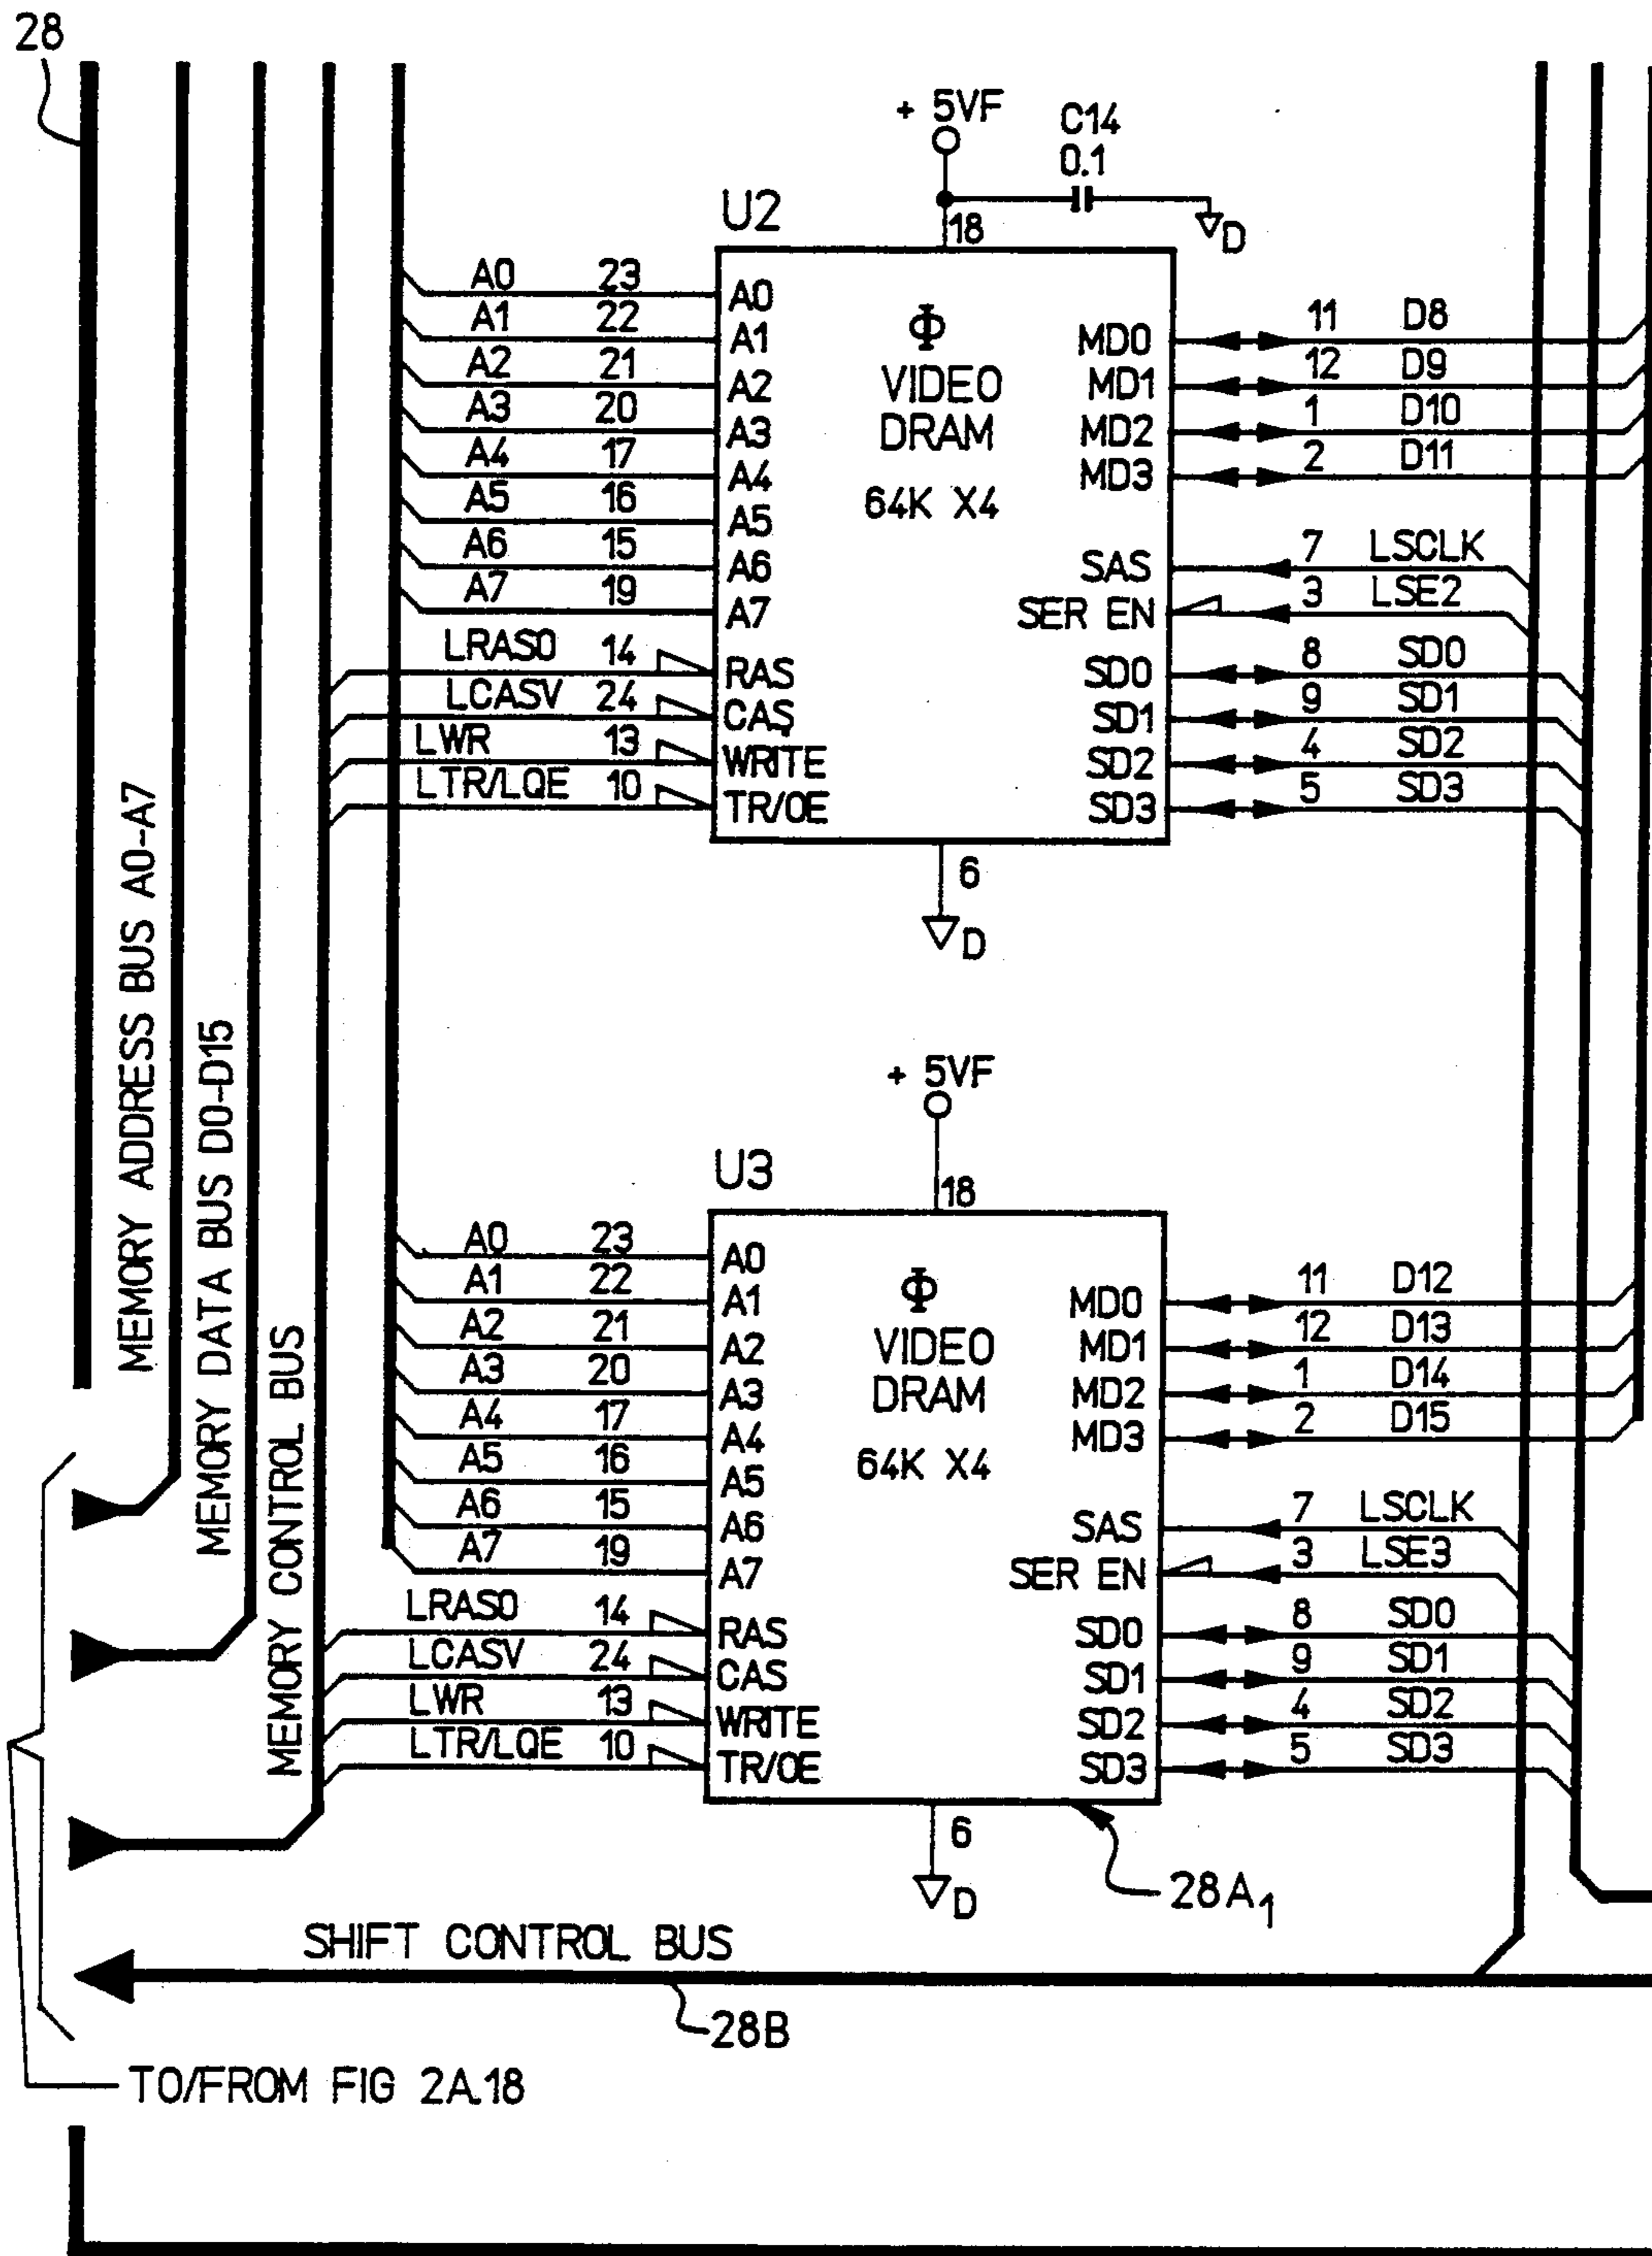 28
+ 5VF
C14
0.1
U2
18
D
A0 23 A0
A1 22 A1
A2 21 A2
A3 20 A3
A4 17 A4
A5 16 A5
A6 15 A6
A7 19 A7
LRAS0 14 RAS
LCASV 24 CAS
LWR 13 WRITE
LTR/LQE 10 TR/OE
Φ
VIDEO
DRAM
64K X4
MD0 11 D8
MD1 12 D9
MD2 1 D10
MD3 2 D11
SAS 7 LSCLK
SER EN 3 LSE2
SD0 8 SD0
SD1 9 SD1
SD2 4 SD2
SD3 5 SD3
6
D
MEMORY ADDRESS BUS A0-A7
MEMORY DATA BUS D0-D15
MEMORY CONTROL BUS
+ 5VF
U3
18
A0 23 A0
A1 22 A1
A2 21 A2
A3 20 A3
A4 17 A4
A5 16 A5
A6 15 A6
A7 19 A7
LRAS0 14 RAS
LCASV 24 CAS
LWR 13 WRITE
LTR/LQE 10 TR/OE
Φ
VIDEO
DRAM
64K X4
MD0 11 D12
MD1 12 D13
MD2 1 D14
MD3 2 D15
SAS 7 LSCLK
SER EN 3 LSE3
SD0 8 SD0
SD1 9 SD1
SD2 4 SD2
SD3 5 SD3
6
D
28A1
SHIFT CONTROL BUS
28B
TO/FROM FIG 2A.18